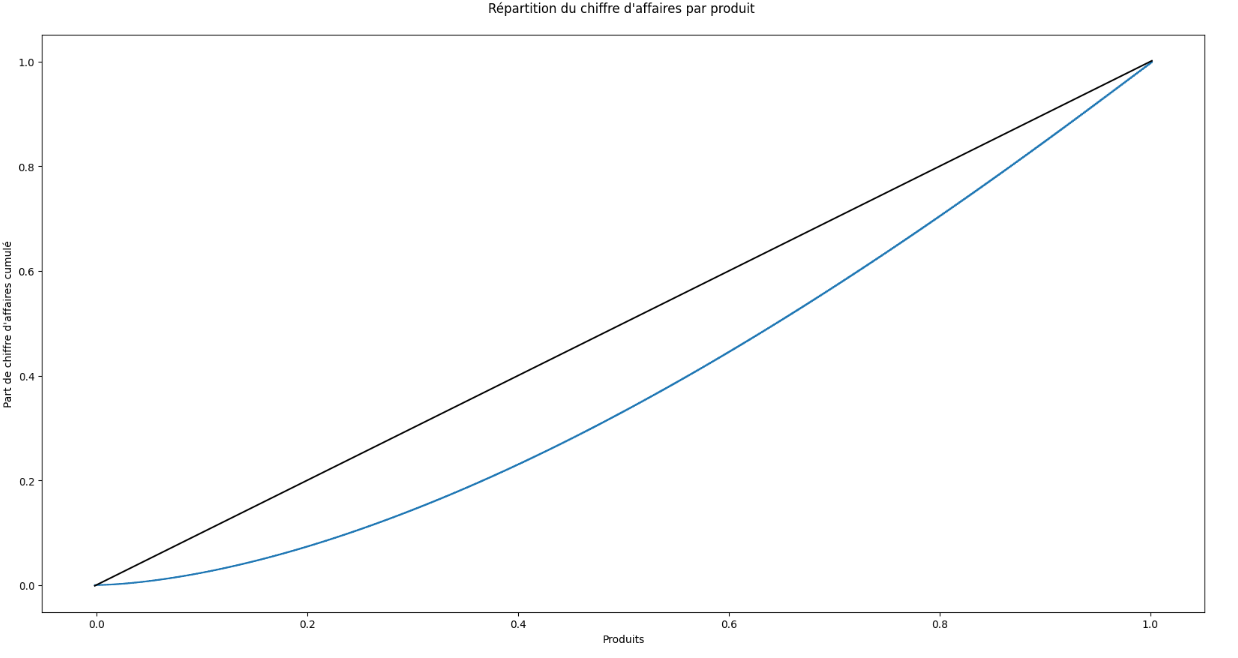 Répartition du chiffre d'affaires par produit
1.0
0.8
0.6
0.4
0.2
0.0
Part de chiffre d'affaires cumulé
0.0 0.2 0.4 0.6 0.8 1.0
Produits